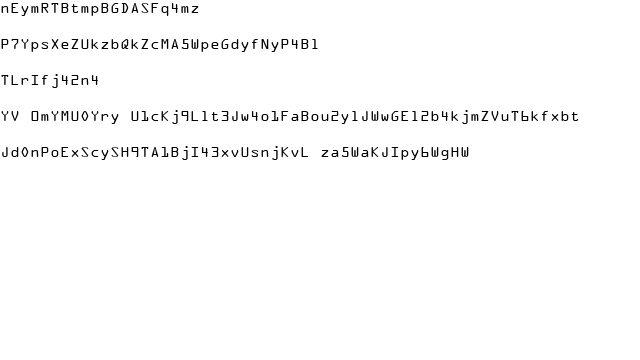 nEymRTBtmpBGDASFq4mz
P7YpsXeZUkzbQkZcMA5WpeGdyfNyP4Bl
TLrIfj42n4
YV OmYMU0Yry U1cKj9Llt3Jw4o1FaBou2ylJWwGEl2b4kjmZVuT6kfxbt
Jd0nPoExScySH9TA1BjI43xvUsnjKvL za5WaKJIpy6WgHW